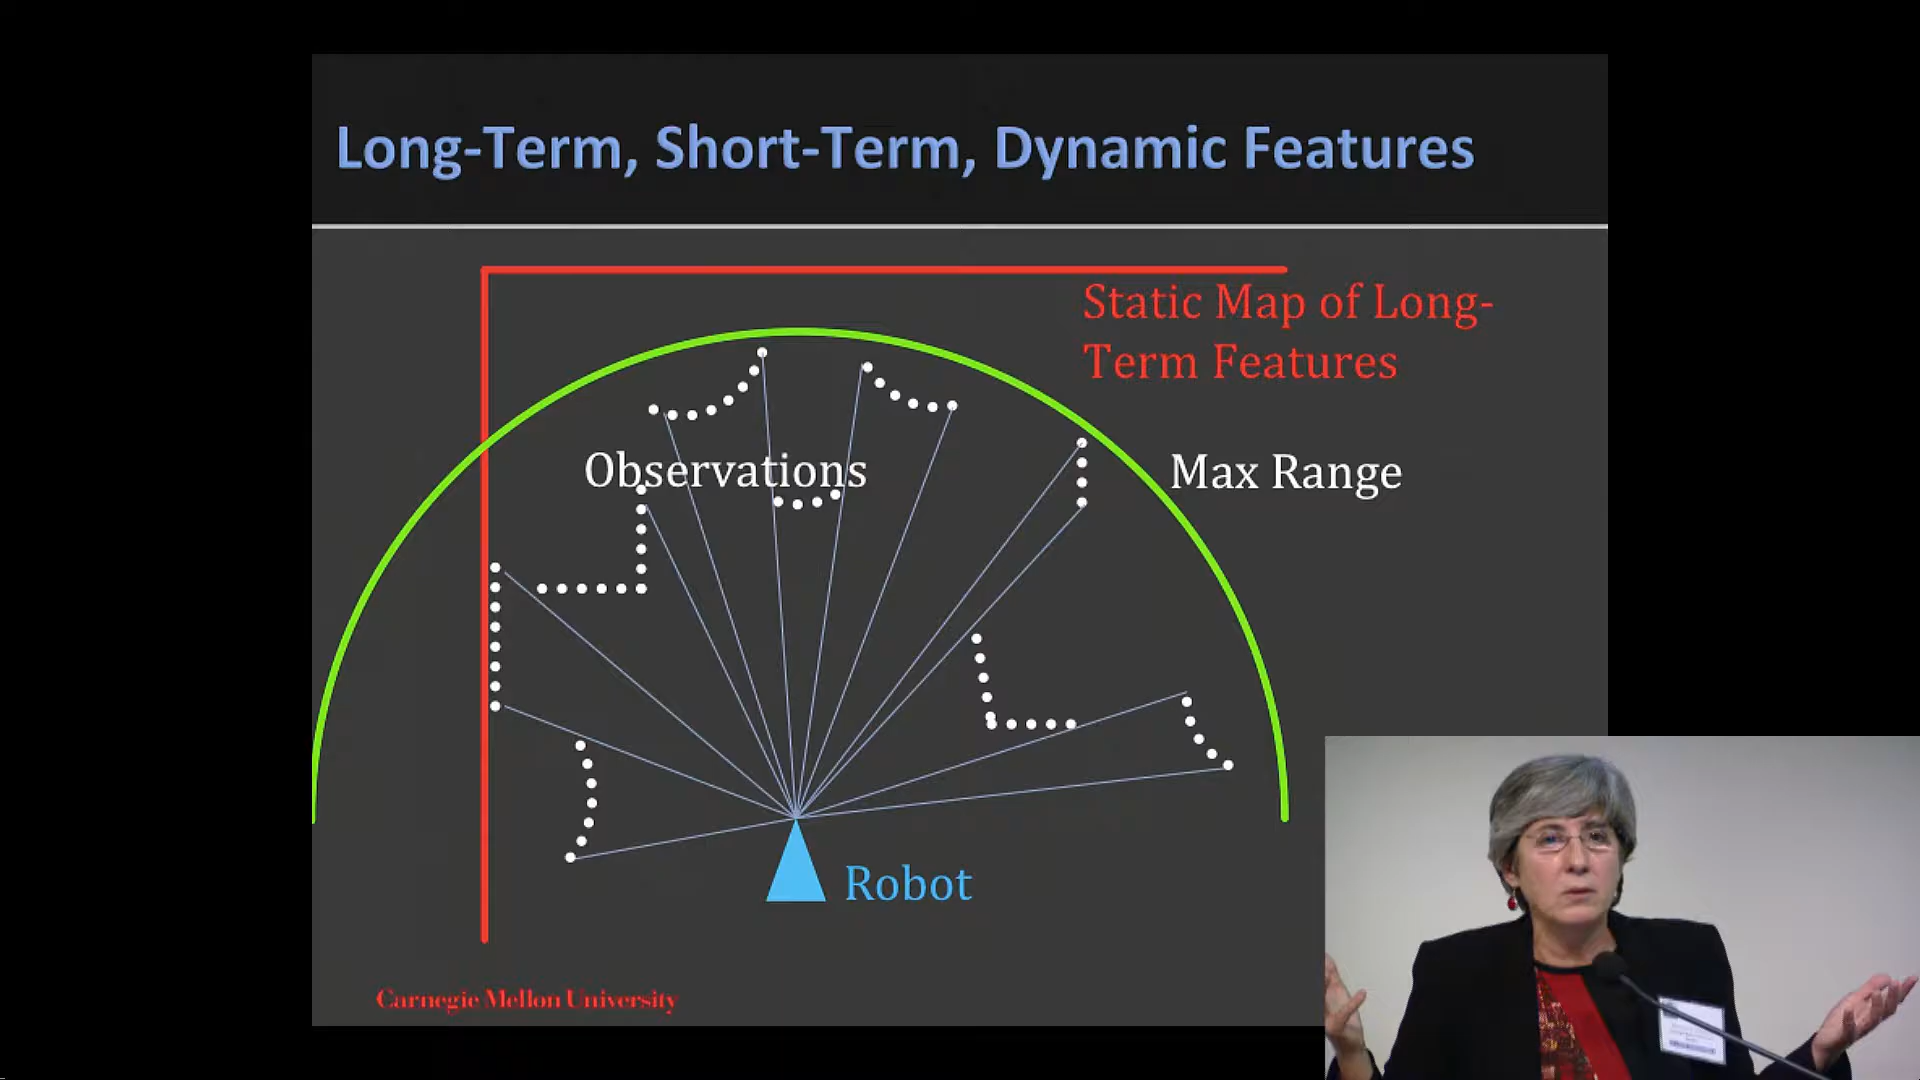 Long-Term, Short-Term, Dynamic Features
Static Map of Long-
Term Features
Observations
Max Range
Robot
Carnegie Mellon University